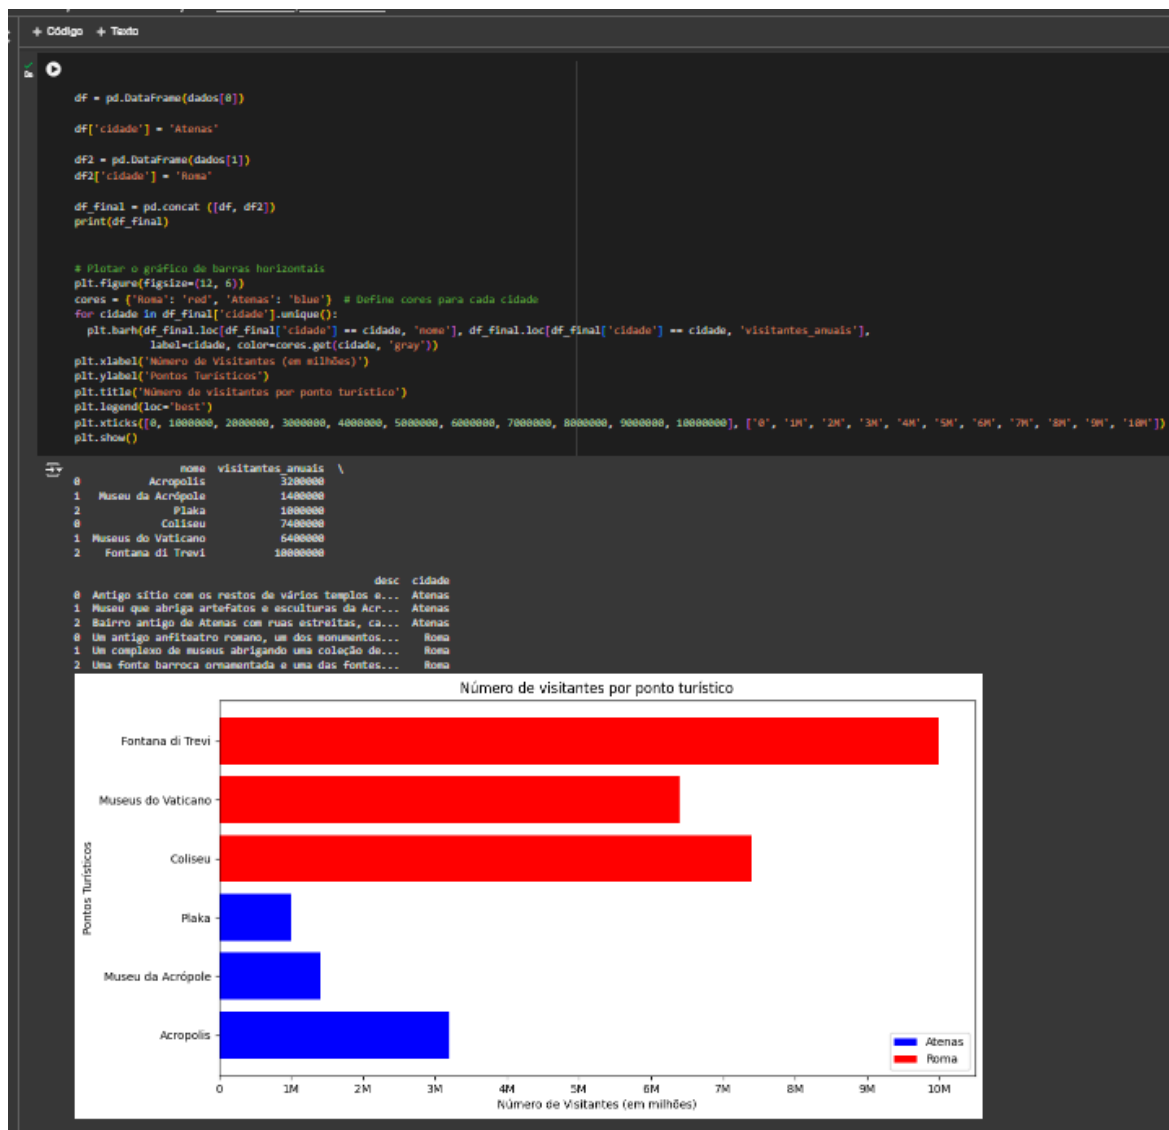 + Código + Texto
df = pd.DataFrame(dados[0])
df['cidade'] = 'Atenas'
df2 = pd.DataFrame(dados[1])
df2['cidade'] = 'Roma'
df_final = pd.concat ([df, df2])
print(df_final)
# Plotar o gráfico de barras horizontais
plt.figure(figsize=(12, 6))
cores = {'Roma': 'red', 'Atenas': 'blue'} # Define cores para cada cidade
for cidade in df_final['cidade'].unique():
plt.barh(df_final.loc[df_final['cidade'] == cidade, 'nome'], df_final.loc[df_final['cidade'] == cidade, 'visitantes_anuais'],
label=cidade, color=cores.get(cidade, 'gray'))
plt.xlabel('Número de Visitantes (em milhões)')
plt.ylabel('Pontos Turísticos')
plt.title('Número de visitantes por ponto turístico')
plt.legend(loc='best')
plt.xticks([0, 1000000, 2000000, 3000000, 4000000, 5000000, 6000000, 7000000, 8000000, 9000000, 10000000], ['0', '1M', '2M', '3M', '4M', '5M', '6M', '7M', '8M', '9M', '10M'])
plt.show()
nome visitantes_anuais \
0 Acropolis 3200000
1 Museu da Acrópole 1400000
2 Plaka 1000000
0 Coliseu 7400000
1 Museus do Vaticano 6400000
2 Fontana di Trevi 10000000
desc cidade
0 Antigo sítio com os restos de vários templos e... Atenas
1 Museu que abriga artefatos e esculturas da Acr... Atenas
2 Bairro antigo de Atenas com ruas estreitas, ca... Atenas
0 Um antigo anfiteatro romano, um dos monumentos... Roma
1 Um complexo de museus abrigando uma coleção de... Roma
2 Uma fonte barroca ornamentada e uma das fontes... Roma
Número de visitantes por ponto turístico
Fontana di Trevi
Museus do Vaticano
Coliseu
Plaka
Museu da Acrópole
Acropolis
Pontos Turísticos
Atenas
Roma
0 1M 2M 3M 4M 5M 6M 7M 8M 9M 10M
Número de Visitantes (em milhões)